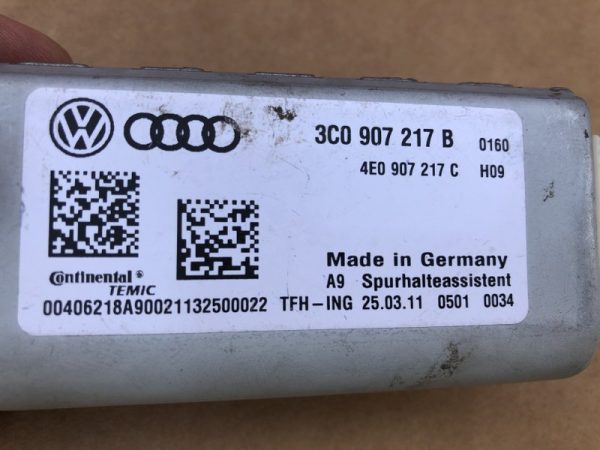 3C0 907 217 B 0160
4E0 907 217 C H09
Made in Germany
Continental®
TEMIC
A9 Spurhalteassistent
00406218A90021132500022 TFH-ING 25.03.11 0501 0034